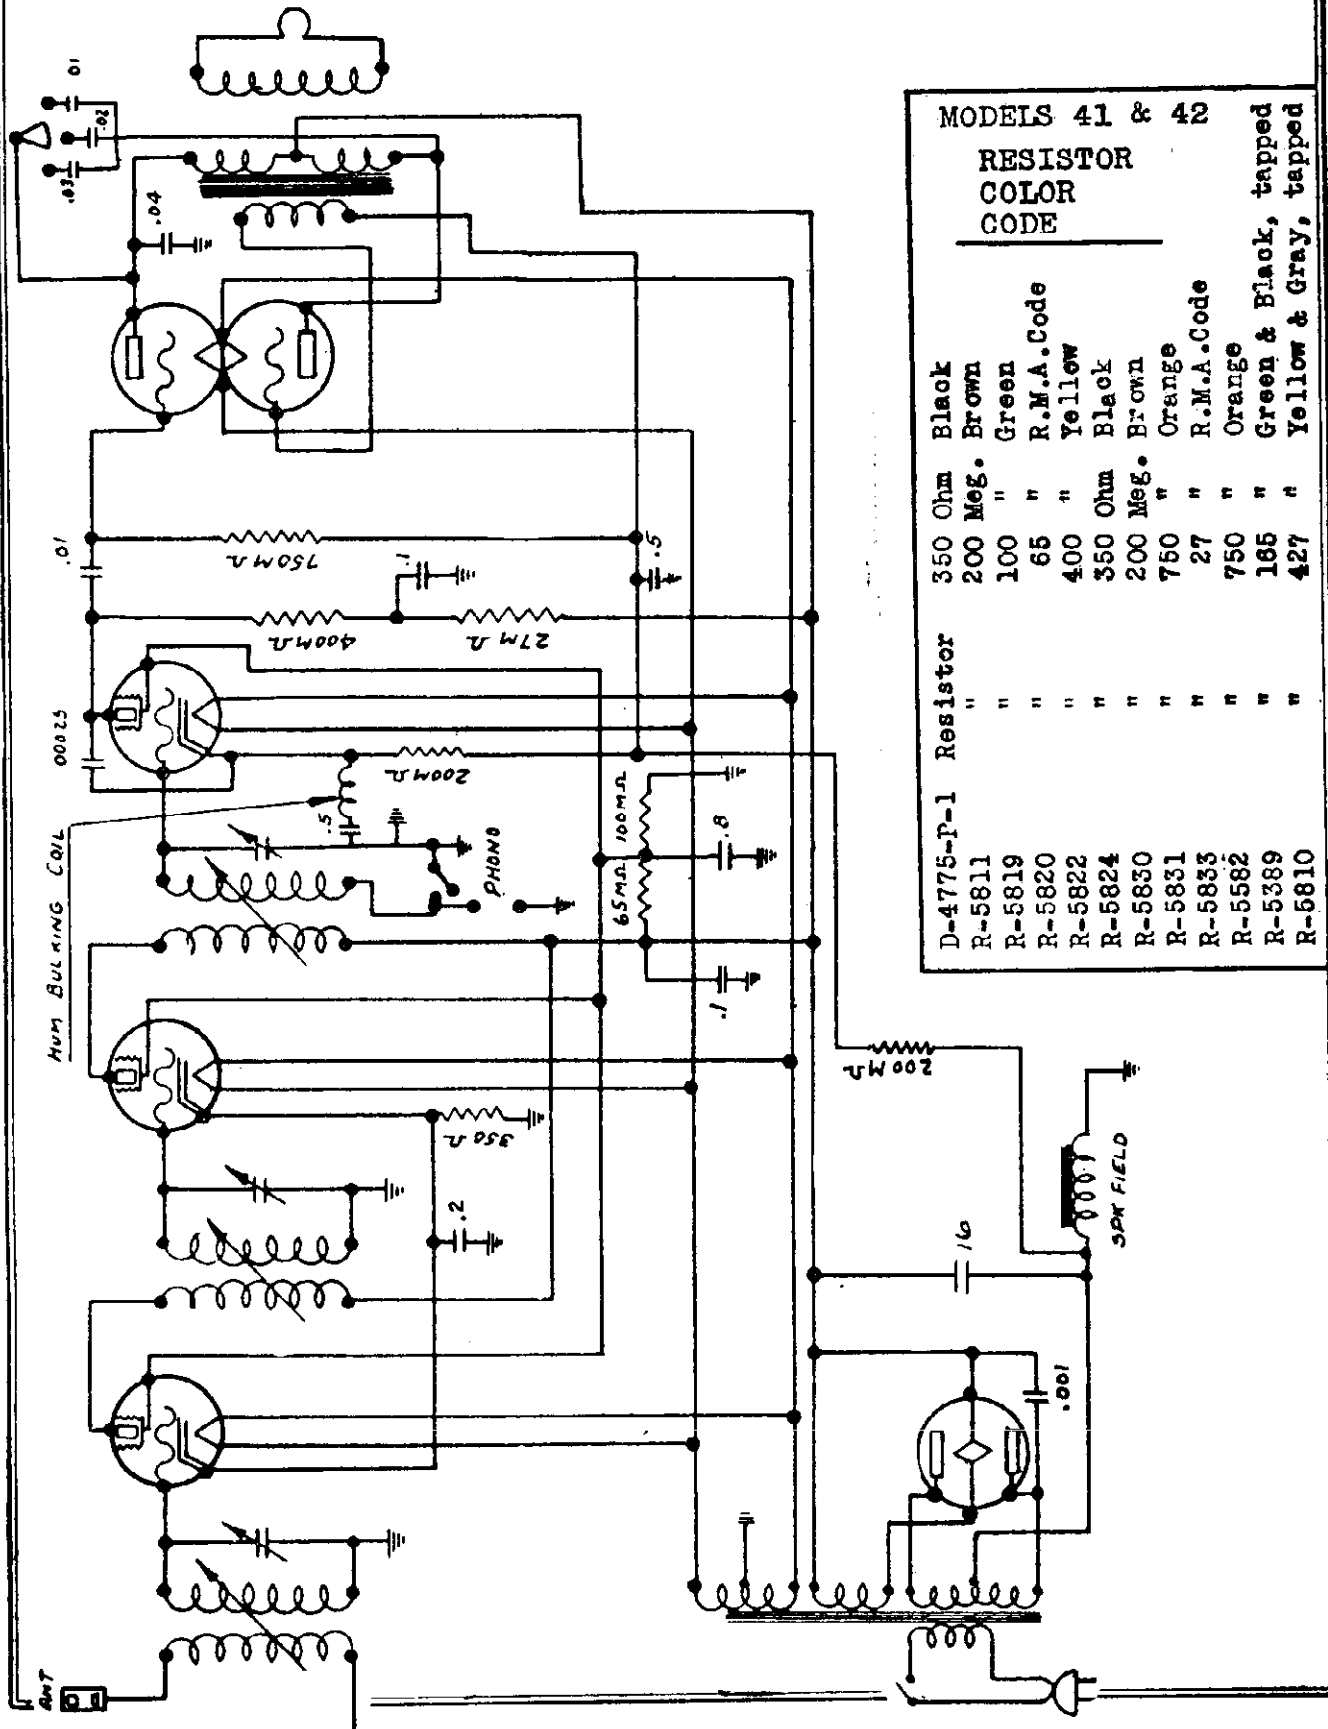 MODELS 41 & 42
RESISTOR
COLOR
CODE
D-4775-P-1 Resistor 350 Ohm Black
R-5811 " 200 Meg. Brown
R-5819 " 100 " Green
R-5820 " 65 " R.M.A.Code
R-5822 " 400 " Yellow
R-5824 " 350 Ohm Black
R-5830 " 200 Meg. Brown
R-5831 " 750 " Orange
R-5833 " 27 " R.M.A.Code
R-5582 " 750 " Orange
R-5389 " 165 " Green & Black, tapped
R-5810 " 427 " Yellow & Gray, tapped
ANT
HUM BUCKING COIL
.00025
.01
.04
.03
.02
.01
750MΩ
400MΩ
27MΩ
.1
.5
200MΩ
.5
PHONO
65MΩ
100MΩ
.8
.1
350Ω
.2
200MΩ
SPK FIELD
16
.001